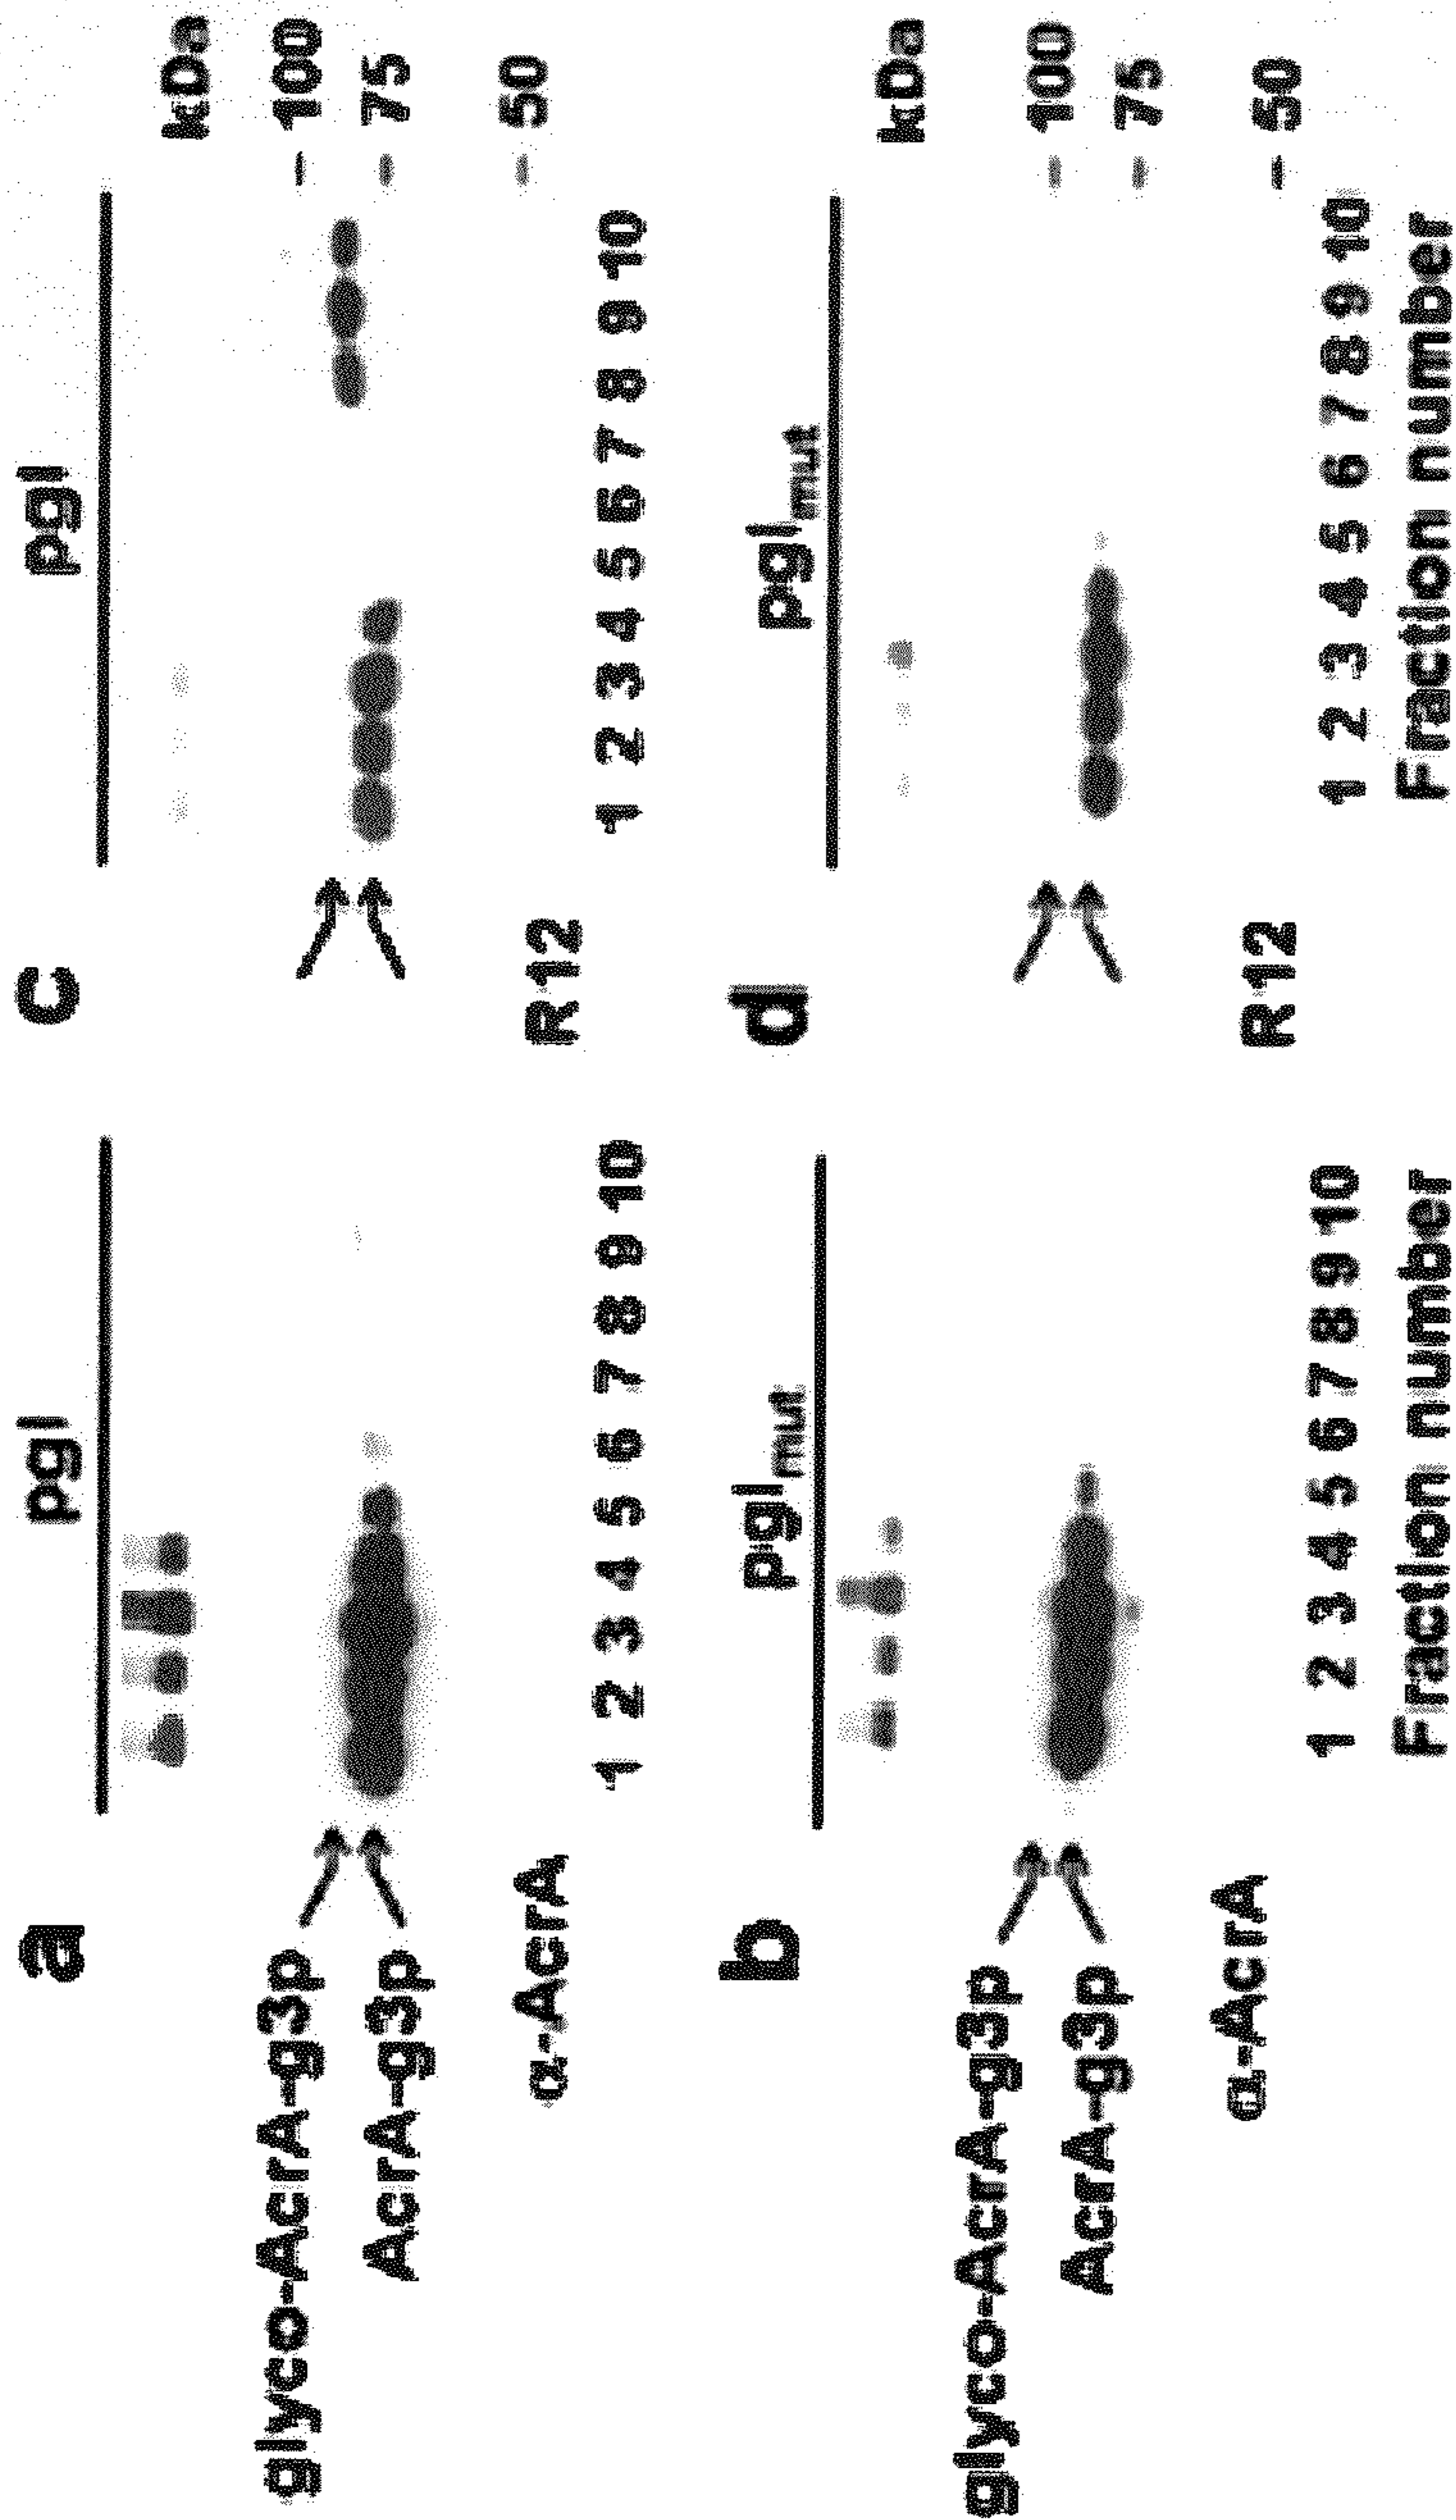 a
pgl
glyco-AcrA-g3p
AcrA-g3p
α-AcrA
1 2 3 4 5 6 7 8 9 10
c
pgl
kDa
100
75
50
R12
1 2 3 4 5 6 7 8 9 10
b
pglmut
glyco-AcrA-g3p
AcrA-g3p
α-AcrA
1 2 3 4 5 6 7 8 9 10
Fraction number
d
pglmut
kDa
100
75
50
R12
1 2 3 4 5 6 7 8 9 10
Fraction number